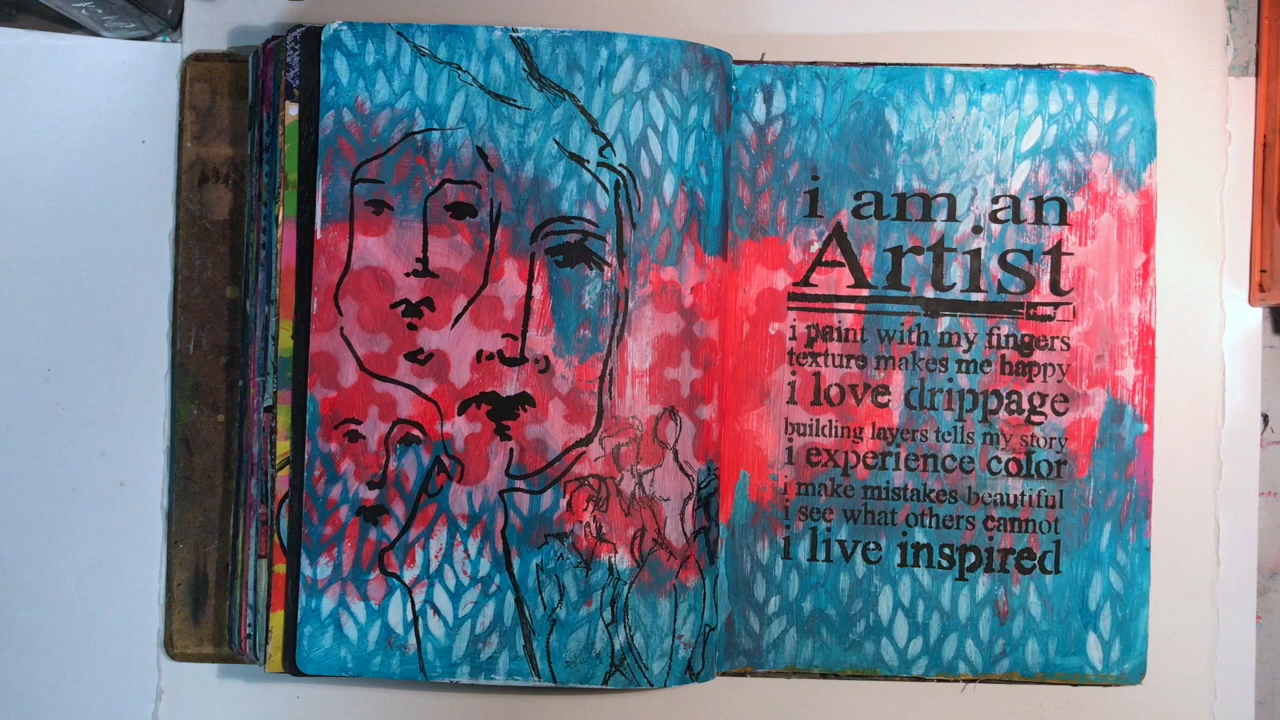 i am an
Artist
i paint with my fingers
texture makes me happy
i love drippage
building layers tells my story
i experience color
i make mistakes beautiful
i see what others cannot
i live inspired